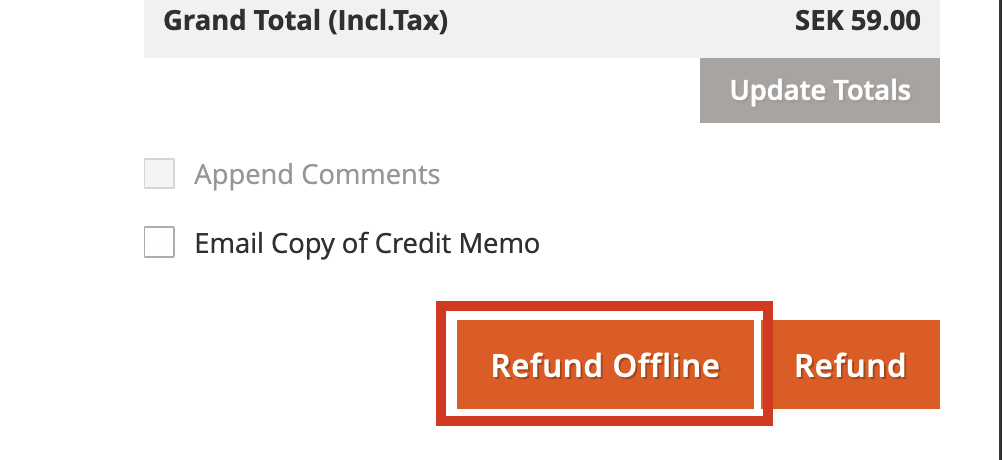 Grand Total (Incl.Tax) SEK 59.00
Update Totals
Append Comments
Email Copy of Credit Memo
Refund Offline Refund